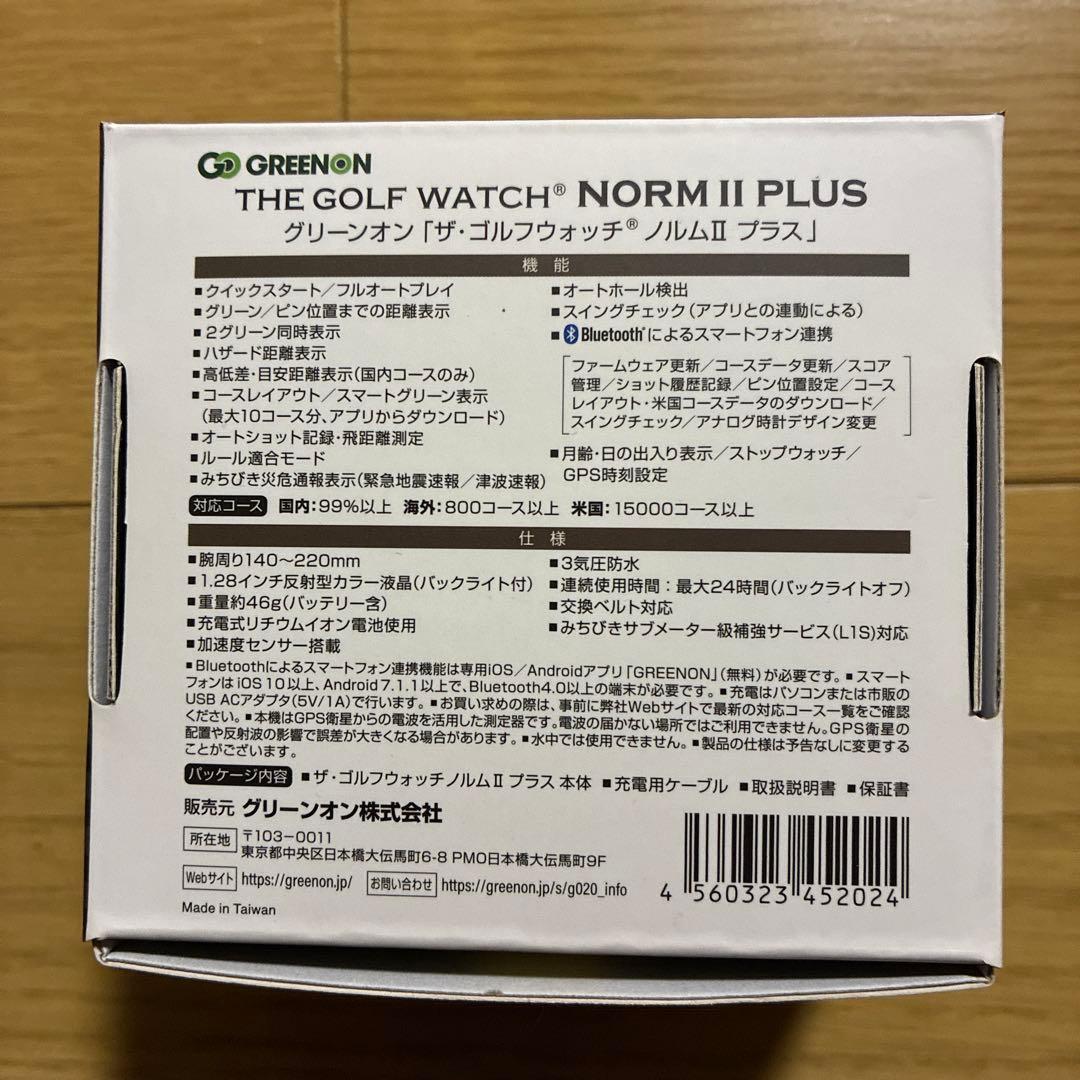 GREENON
THE GOLF WATCH® NORM II PLUS
グリーンオン「ザ・ゴルフウォッチ® ノルムII プラス」
機 能
■クイックスタート／フルオートプレイ
■グリーン／ピン位置までの距離表示
■2グリーン同時表示
■ハザード距離表示
■高低差・目安距離表示(国内コースのみ)
■コースレイアウト／スマートグリーン表示
(最大10コース分、アプリからダウンロード)
■オートショット記録・飛距離測定
■ルール適合モード
■みちびき災危通報表示(緊急地震速報／津波速報)
■オートホール検出
■スイングチェック(アプリとの連動による)
■Bluetooth®によるスマートフォン連携
ファームウェア更新／コースデータ更新／スコア
管理／ショット履歴記録／ピン位置設定／コース
レイアウト・米国コースデータのダウンロード／
スイングチェック／アナログ時計デザイン変更
■月齢・日の出入り表示／ストップウォッチ／
GPS時刻設定
対応コース 国内：99%以上 海外：800コース以上 米国：15000コース以上
仕 様
■腕周り140〜220mm
■1.28インチ反射型カラー液晶(バックライト付)
■重量約46g(バッテリー含)
■充電式リチウムイオン電池使用
■加速度センサー搭載
■3気圧防水
■連続使用時間：最大24時間(バックライトオフ)
■交換ベルト対応
■みちびきサブメーター級補強サービス(L1S)対応
■Bluetoothによるスマートフォン連携機能は専用iOS／Androidアプリ「GREENON」(無料)が必要です。■スマート
フォンは iOS 10以上、Android 7.1.1以上で、Bluetooth4.0以上の端末が必要です。■充電はパソコンまたは市販の
USB ACアダプタ(5V/1A)で行います。■お買い求めの際は、事前に弊社Webサイトで最新の対応コース一覧をご確認
ください。■本機はGPS衛星からの電波を活用した測定器です。電波の届かない場所ではご利用できません。GPS衛星の
配置や反射波の影響で誤差が大きくなる場合があります。■水中では使用できません。■製品の仕様は予告なしに変更する
ことがございます。
パッケージ内容 ■ザ・ゴルフウォッチノルムII プラス 本体 ■充電用ケーブル ■取扱説明書 ■保証書
販売元 グリーンオン株式会社
所在地 〒103-0011
東京都中央区日本橋大伝馬町6-8 PMO日本橋大伝馬町9F
Webサイト https://greenon.jp/ お問い合わせ https://greenon.jp/s/g020_info
Made in Taiwan
4 560323 452024